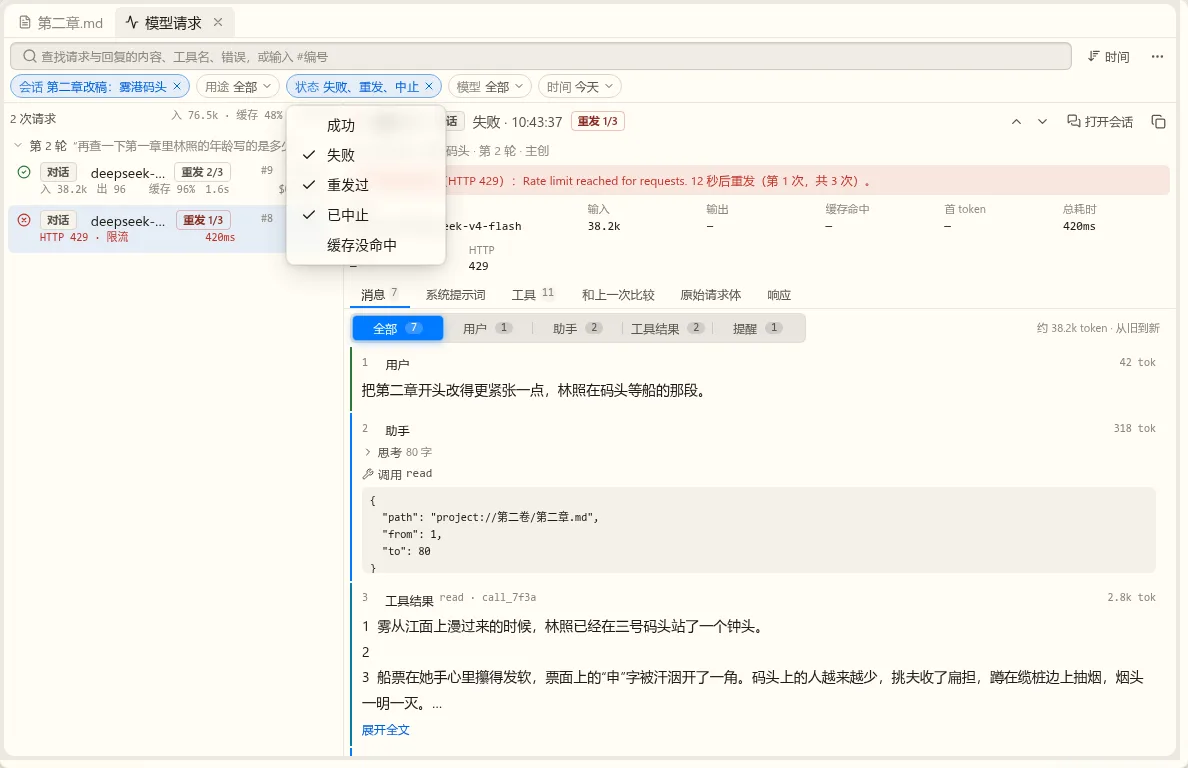 第二章.md
模型请求
查找请求与回复的内容、工具名、错误，或输入 #编号
时间
会话 第二章改稿：雾港码头
用途 全部
状态 失败、重发、中止
模型 全部
时间 今天
2 次请求
入 76.5k · 缓存 48%
第 2 轮 “再查一下第一章里林照的年龄写的是多
对话 deepseek-... 重发 2/3 #9
入 38.2k 出 96 缓存 96% 1.6s
对话 deepseek-... 重发 1/3 #8
HTTP 429 · 限流 420ms
成功
失败
重发过
已中止
缓存没命中
话 失败 · 10:43:37 重发 1/3
打开会话
码头 · 第 2 轮 · 主创
（HTTP 429）：Rate limit reached for requests. 12 秒后重发（第 1 次，共 3 次）。
输入 输出 缓存命中 首 token 总耗时
ek-v4-flash 38.2k — — — 420ms
HTTP
— 429
消息 7 系统提示词 工具 11 和上一次比较 原始请求体 响应
全部 7 用户 1 助手 2 工具结果 2 提醒 1
约 38.2k token · 从旧到新
1 用户 42 tok
把第二章开头改得更紧张一点，林照在码头等船的那段。
2 助手 318 tok
思考 80 字
调用 read
{
"path": "project://第二卷/第二章.md",
"from": 1,
"to": 80
}
3 工具结果 read · call_7f3a 2.8k tok
1 雾从江面上漫过来的时候，林照已经在三号码头站了一个钟头。
2
3 船票在她手心里攥得发软，票面上的“申”字被汗洇开了一角。码头上的人越来越少，挑夫收了扁担，蹲在缆桩边上抽烟，烟头
一明一灭。…
展开全文